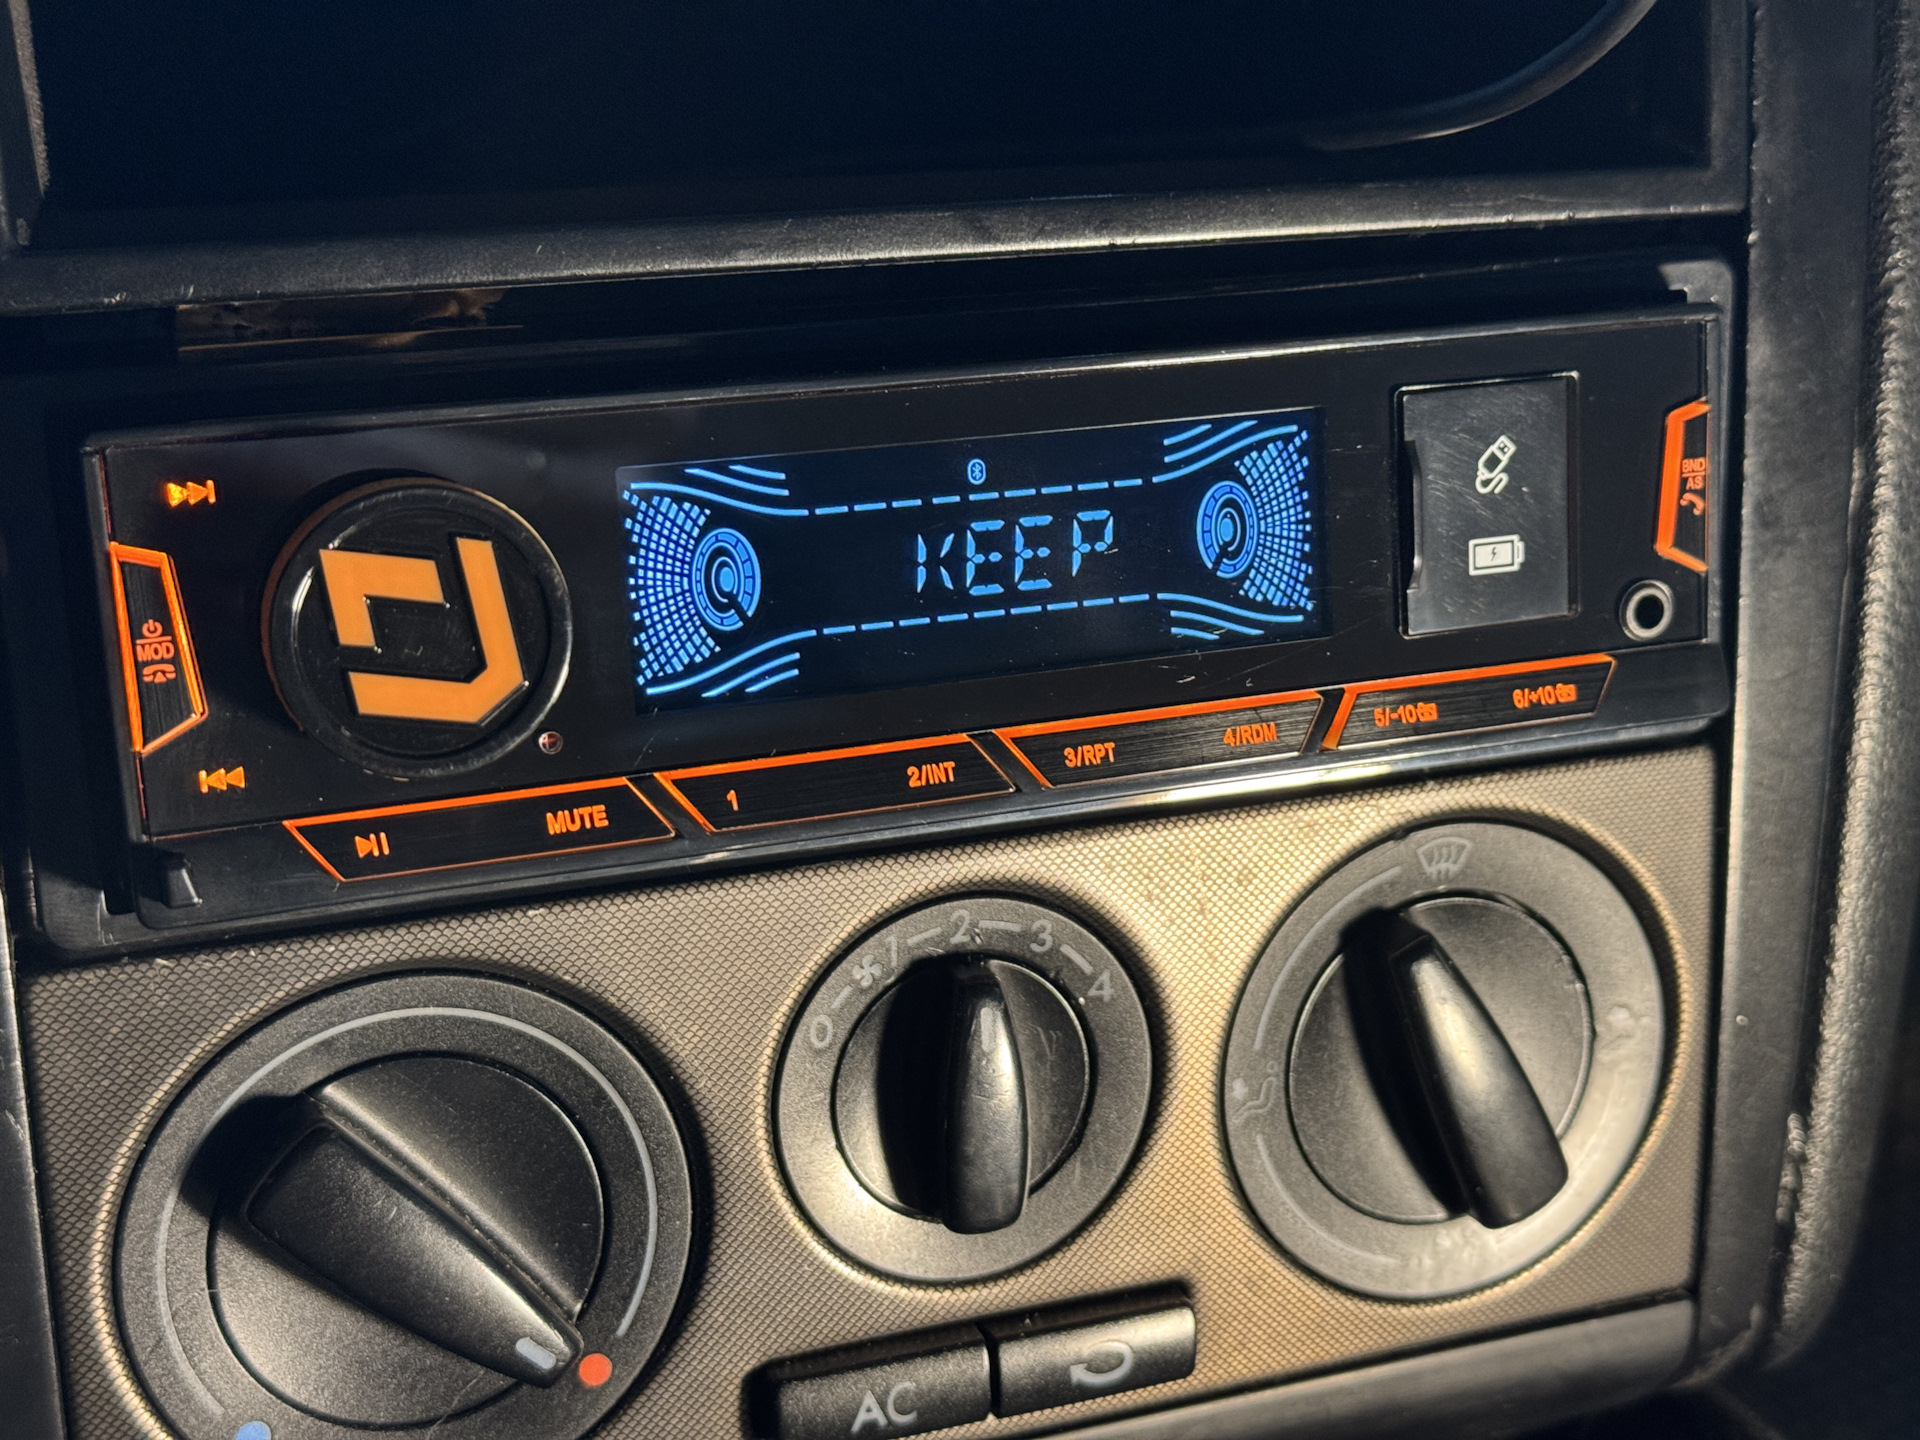 KEEP
BND
AS
MOD
MUTE
1
2/INT
3/RPT
4/RDM
5/-10
6/+10
0
1
2
3
4
AC